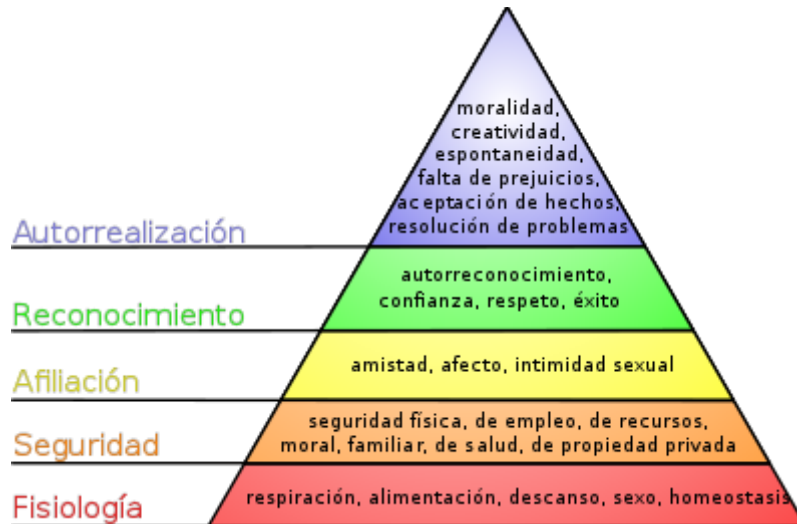 moralidad,
creatividad,
espontaneidad,
falta de prejuicios,
aceptación de hechos,
resolución de problemas
Autorrealización
autorreconocimiento,
confianza, respeto, éxito
Reconocimiento
amistad, afecto, intimidad sexual
Afiliación
seguridad física, de empleo, de recursos,
moral, familiar, de salud, de propiedad privada
Seguridad
respiración, alimentación, descanso, sexo, homeostasis
Fisiología